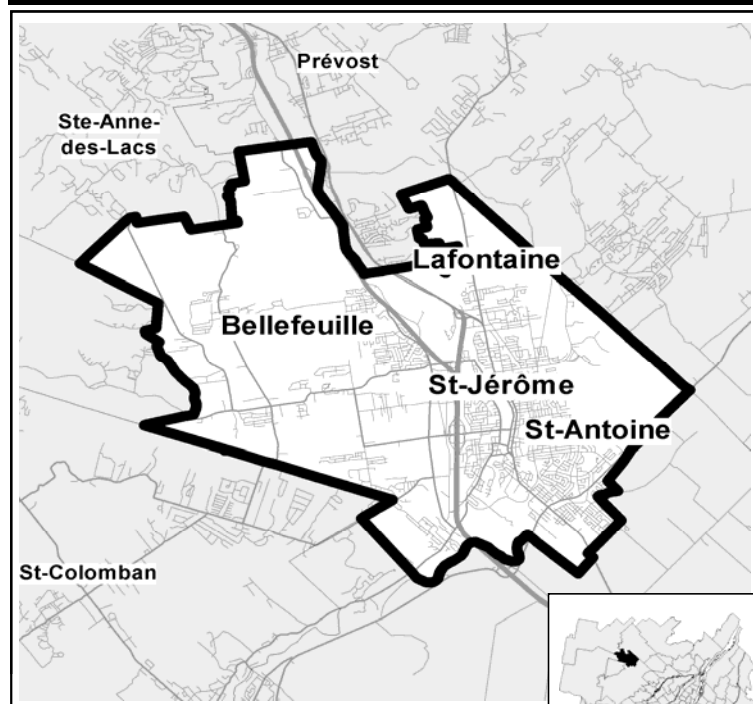 Prévost
Ste-Anne-
des-Lacs
Lafontaine
Bellefeuille
St-Jérôme
St-Antoine
St-Colomban